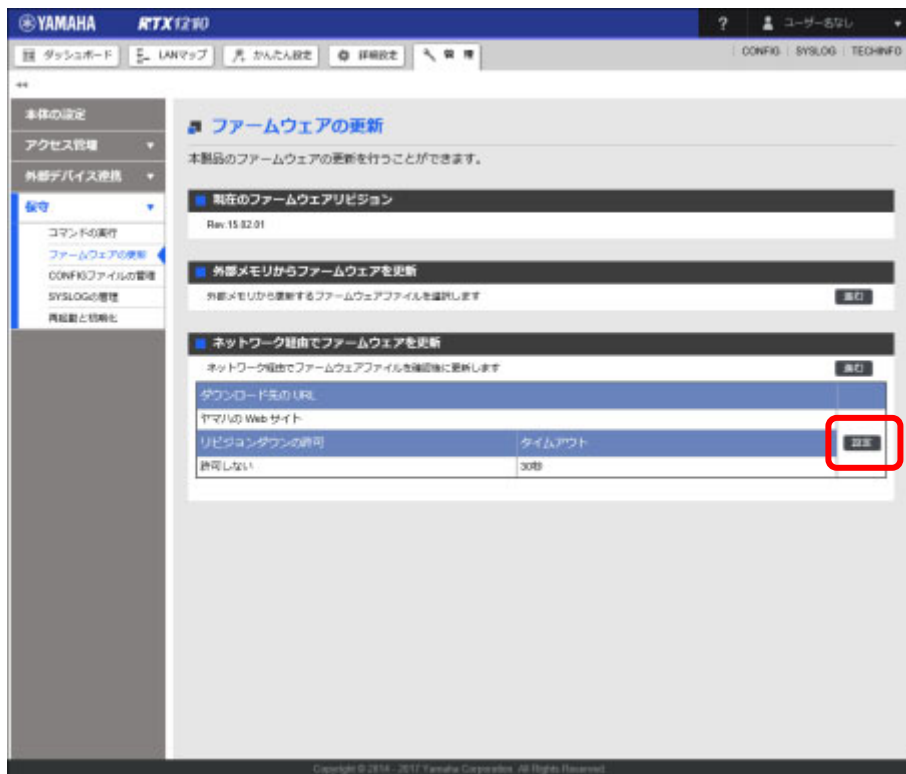 YAMAHA RTX1210 ? ユーザー名なし
ダッシュボード LANマップ かんたん設定 詳細設定 管理 CONFIG SYSLOG TECHINFO
本体の設定
アクセス管理
外部デバイス連携
保守
コマンドの実行
ファームウェアの更新
CONFIGファイルの管理
SYSLOGの管理
再起動と初期化
ファームウェアの更新
本製品のファームウェアの更新を行うことができます。
現在のファームウェアリビジョン
Rev.15.02.01
外部メモリからファームウェアを更新
外部メモリから更新するファームウェアファイルを選択します 進む
ネットワーク経由でファームウェアを更新
ネットワーク経由でファームウェアファイルを確認後に更新します 進む
ダウンロード先の URL
ヤマハの Web サイト
リビジョンダウンの許可 タイムアウト 設定
許可しない 30秒
Copyright © 2014 - 2017 Yamaha Corporation. All Rights Reserved.